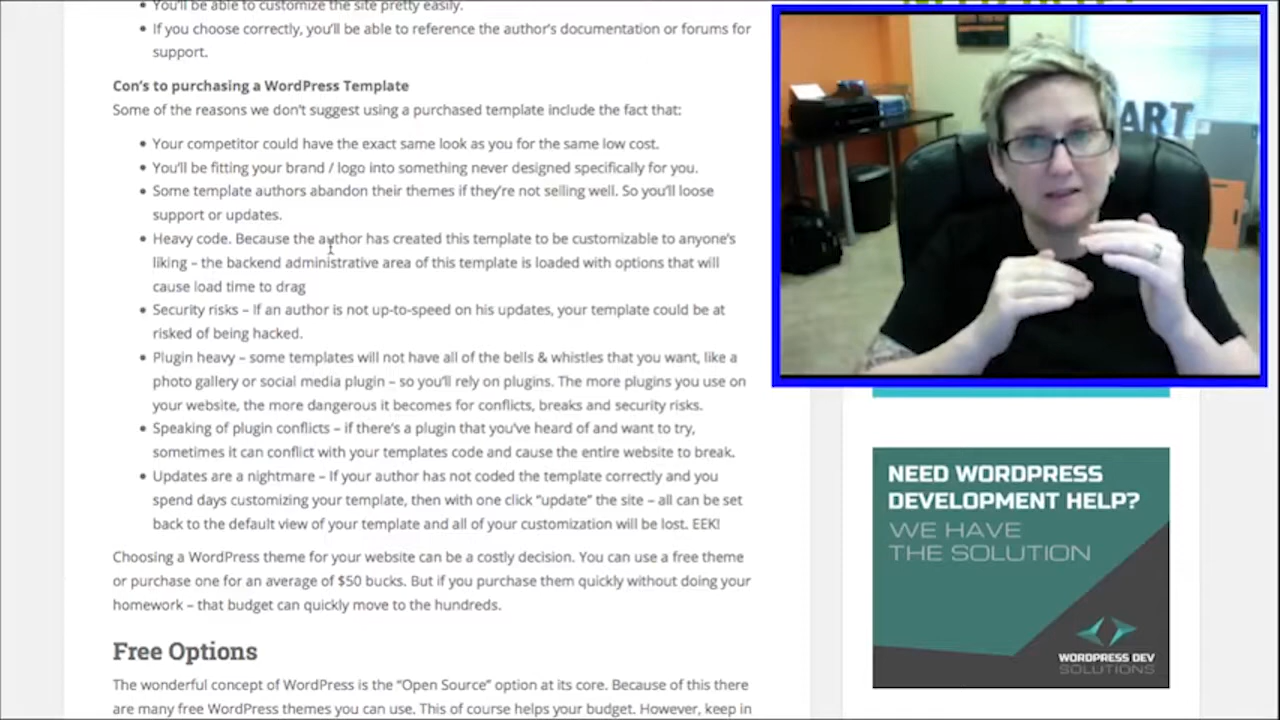 You'll be able to customize the site pretty easily.
If you choose correctly, you'll be able to reference the author's documentation or forums for
support.
Con's to purchasing a WordPress Template
Some of the reasons we don't suggest using a purchased template include the fact that:
Your competitor could have the exact same look as you for the same low cost.
You'll be fitting your brand / logo into something never designed specifically for you.
Some template authors abandon their themes if they're not selling well. So you'll loose
support or updates.
Heavy code. Because the author has created this template to be customizable to anyone's
liking – the backend administrative area of this template is loaded with options that will
cause load time to drag
Security risks – If an author is not up-to-speed on his updates, your template could be at
risked of being hacked.
Plugin heavy – some templates will not have all of the bells & whistles that you want, like a
photo gallery or social media plugin – so you'll rely on plugins. The more plugins you use on
your website, the more dangerous it becomes for conflicts, breaks and security risks.
Speaking of plugin conflicts – if there's a plugin that you've heard of and want to try,
sometimes it can conflict with your templates code and cause the entire website to break.
Updates are a nightmare – If your author has not coded the template correctly and you
spend days customizing your template, then with one click "update" the site – all can be set
back to the default view of your template and all of your customization will be lost. EEK!
Choosing a WordPress theme for your website can be a costly decision. You can use a free theme
or purchase one for an average of $50 bucks. But if you purchase them quickly without doing your
homework – that budget can quickly move to the hundreds.
Free Options
The wonderful concept of WordPress is the "Open Source" option at its core. Because of this there
are many free WordPress themes you can use. This of course helps your budget. However, keep in
ART
NEED WORDPRESS
DEVELOPMENT HELP?
WE HAVE
THE SOLUTION
WORDPRESS DEV
SOLUTIONS